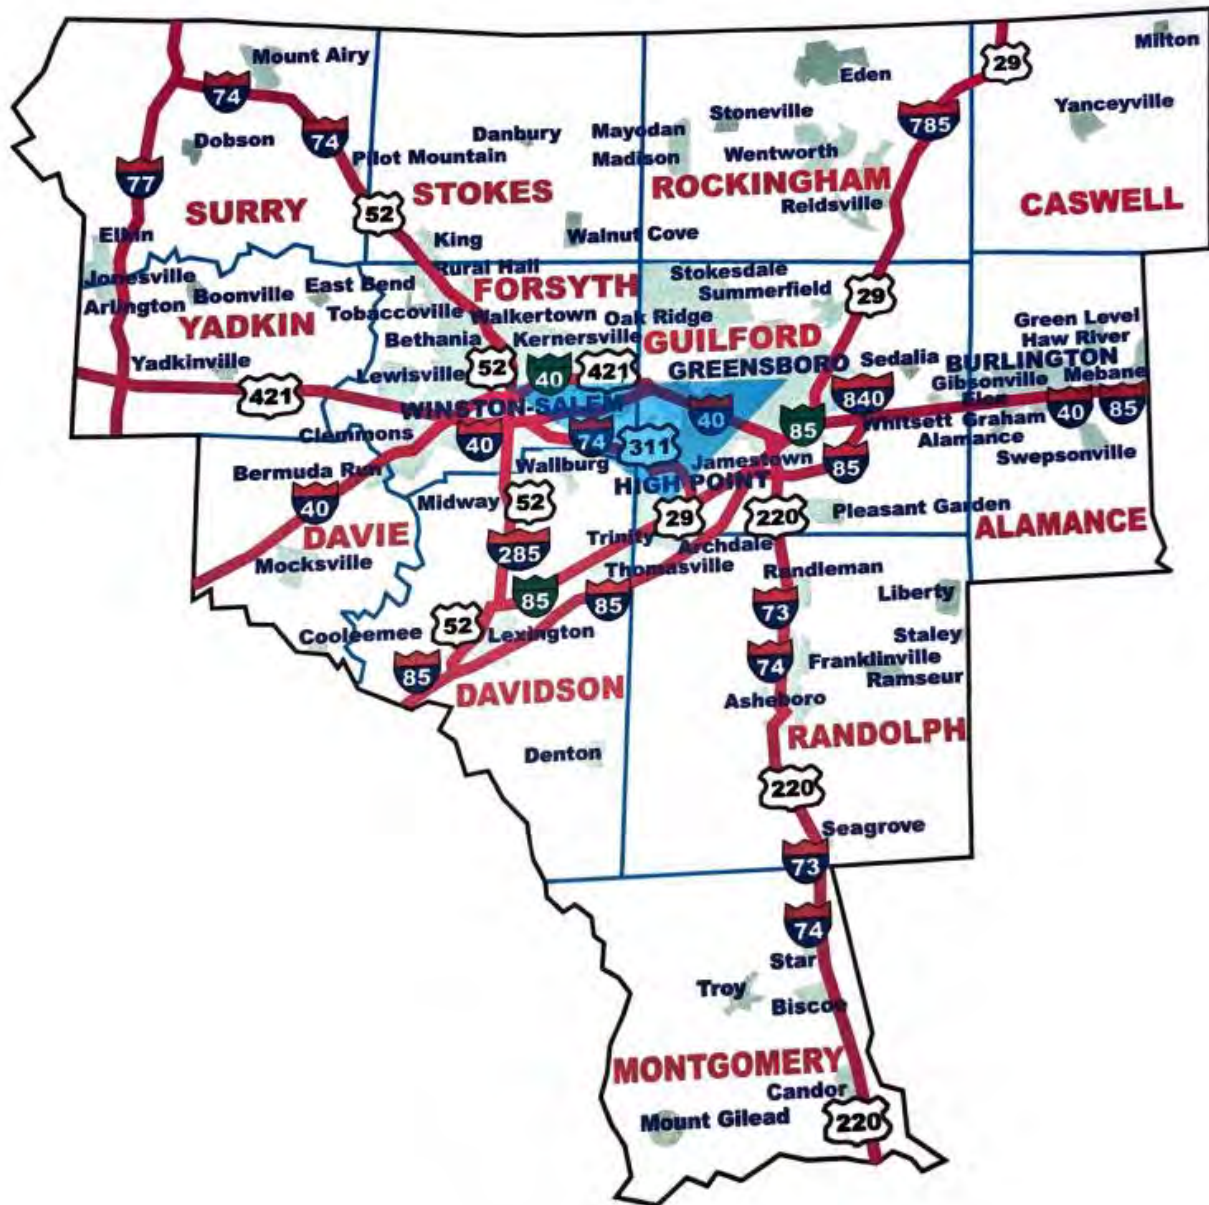 Milton
Mount Airy
29
Eden
74
Yanceyville
Stoneville
785
Danbury
Mayodan
Dobson
74
Pilot Mountain
Madison
Wentworth
77
STOKES
ROCKINGHAM
Reidsville
CASWELL
SURRY
52
Elkin
King
Walnut Cove
Jonesville
Rural Hall
Stokesdale
Arlington
Boonville
East Bend
FORSYTH
Summerfield
29
YADKIN
Tobaccoville
Walkertown
Oak Ridge
GUILFORD
Green Level
Bethania
Kernersville
Haw River
Yadkinville
Lewisville
52
40
421
GREENSBORO
Sedalia
BURLINGTON
Gibsonville
Mebane
421
WINSTON-SALEM
40
840
Elon
40
85
Clemmons
40
74
311
85
Whitsett
Graham
Alamance
Swepsonville
Bermuda Run
Wallburg
Jamestown
85
HIGH POINT
40
Midway
52
29
220
Pleasant Garden
ALAMANCE
DAVIE
285
Trinity
Archdale
Mocksville
Thomasville
Randleman
85
85
73
Liberty
Cooleemee
52
Lexington
Staley
85
74
Franklinville
Ramseur
DAVIDSON
Asheboro
RANDOLPH
Denton
220
Seagrove
73
74
Star
Troy
Biscoe
MONTGOMERY
Candor
Mount Gilead
220